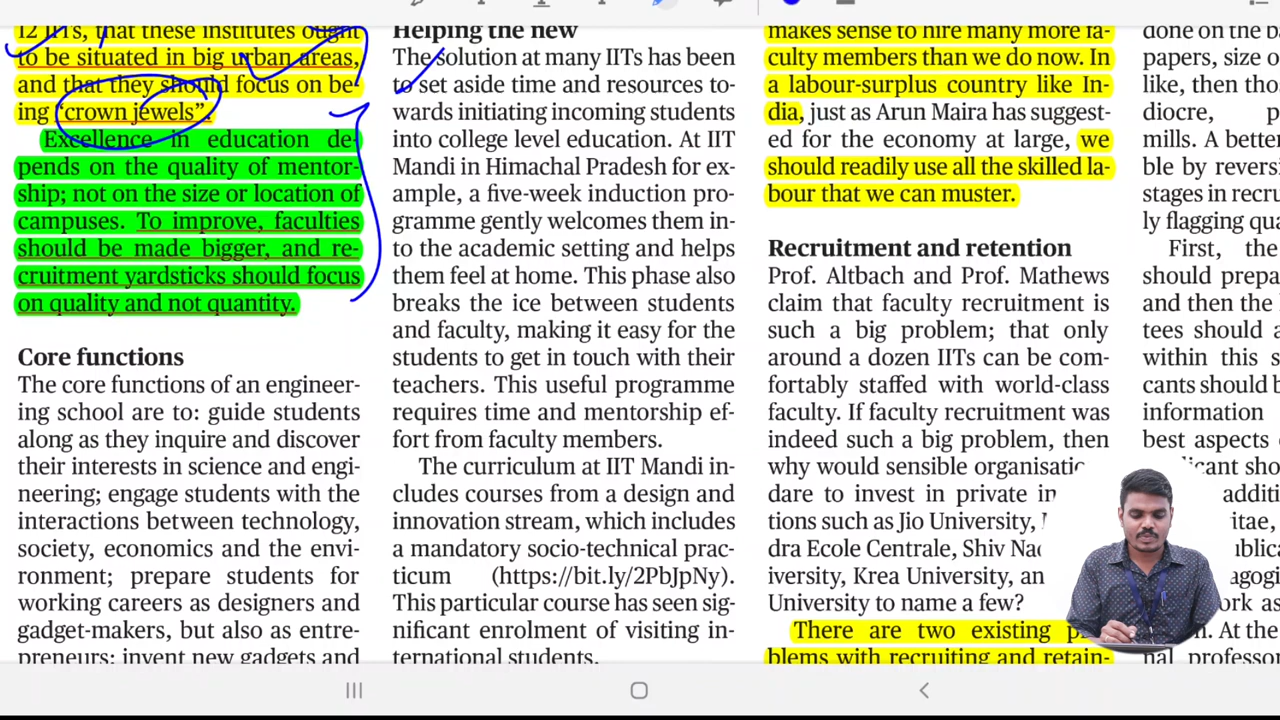 12 IITs, that these institutes ought
to be situated in big urban areas,
and that they should focus on be-
ing “crown jewels”.
Excellence in education de-
pends on the quality of mentor-
ship; not on the size or location of
campuses. To improve, faculties
should be made bigger, and re-
cruitment yardsticks should focus
on quality and not quantity.
Core functions
The core functions of an engineer-
ing school are to: guide students
along as they inquire and discover
their interests in science and engi-
neering; engage students with the
interactions between technology,
society, economics and the envi-
ronment; prepare students for
working careers as designers and
gadget-makers, but also as entre-
preneurs; invent new gadgets and
Helping the new
The solution at many IITs has been
to set aside time and resources to-
wards initiating incoming students
into college level education. At IIT
Mandi in Himachal Pradesh for ex-
ample, a five-week induction pro-
gramme gently welcomes them in-
to the academic setting and helps
them feel at home. This phase also
breaks the ice between students
and faculty, making it easy for the
students to get in touch with their
teachers. This useful programme
requires time and mentorship ef-
fort from faculty members.
The curriculum at IIT Mandi in-
cludes courses from a design and
innovation stream, which includes
a mandatory socio-technical prac-
ticum (https://bit.ly/2PbJpNy).
This particular course has seen sig-
nificant enrolment of visiting in-
ternational students.
makes sense to hire many more fa-
culty members than we do now. In
a labour-surplus country like In-
dia, just as Arun Maira has suggest-
ed for the economy at large, we
should readily use all the skilled la-
bour that we can muster.
Recruitment and retention
Prof. Altbach and Prof. Mathews
claim that faculty recruitment is
such a big problem; that only
around a dozen IITs can be com-
fortably staffed with world-class
faculty. If faculty recruitment was
indeed such a big problem, then
why would sensible
dare to invest in private
tions such as Jio University,
dra Ecole Centrale, Shiv
iversity, Krea University,
University to name a few?
There are two existing
blems with recruiting and retain-
done on the
papers, size
like, then
diocre,
mills. A better
ble by
stages in
ly flagging
First, the
should
and then the
tees should
within this
cants should
information
best aspects